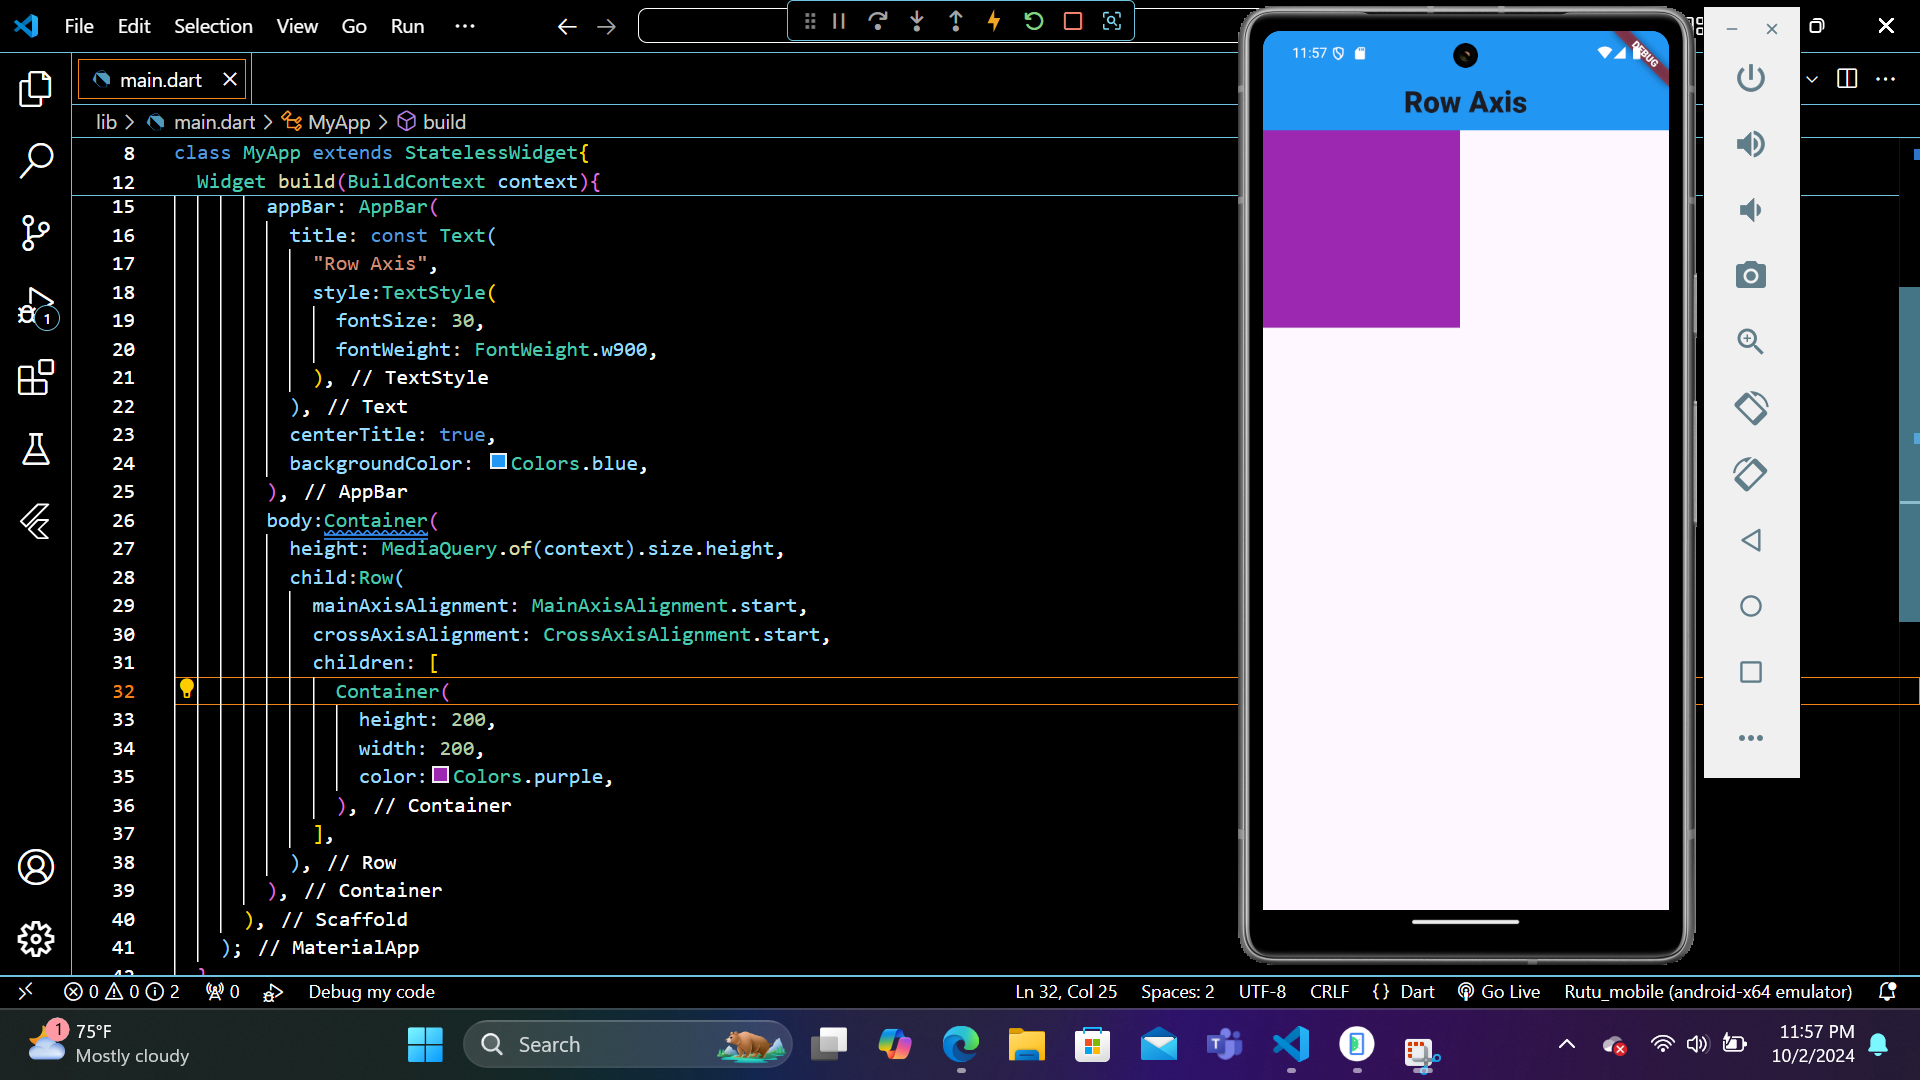 File Edit Selection View Go Run ···
main.dart
lib > main.dart > MyApp > build
8 class MyApp extends StatelessWidget{
12 Widget build(BuildContext context){
15 appBar: AppBar(
16 title: const Text(
17 "Row Axis",
18 style:TextStyle(
19 fontSize: 30,
20 fontWeight: FontWeight.w900,
21 ), // TextStyle
22 ), // Text
23 centerTitle: true,
24 backgroundColor: Colors.blue,
25 ), // AppBar
26 body:Container(
27 height: MediaQuery.of(context).size.height,
28 child:Row(
29 mainAxisAlignment: MainAxisAlignment.start,
30 crossAxisAlignment: CrossAxisAlignment.start,
31 children: [
32 Container(
33 height: 200,
34 width: 200,
35 color: Colors.purple,
36 ), // Container
37 ],
38 ), // Row
39 ), // Container
40 ), // Scaffold
41 ); // MaterialApp
1
11:57
DEBUG
Row Axis
0 0 2 0 Debug my code
Ln 32, Col 25 Spaces: 2 UTF-8 CRLF {} Dart Go Live Rutu_mobile (android-x64 emulator)
1
75°F
Mostly cloudy
Search
11:57 PM
10/2/2024